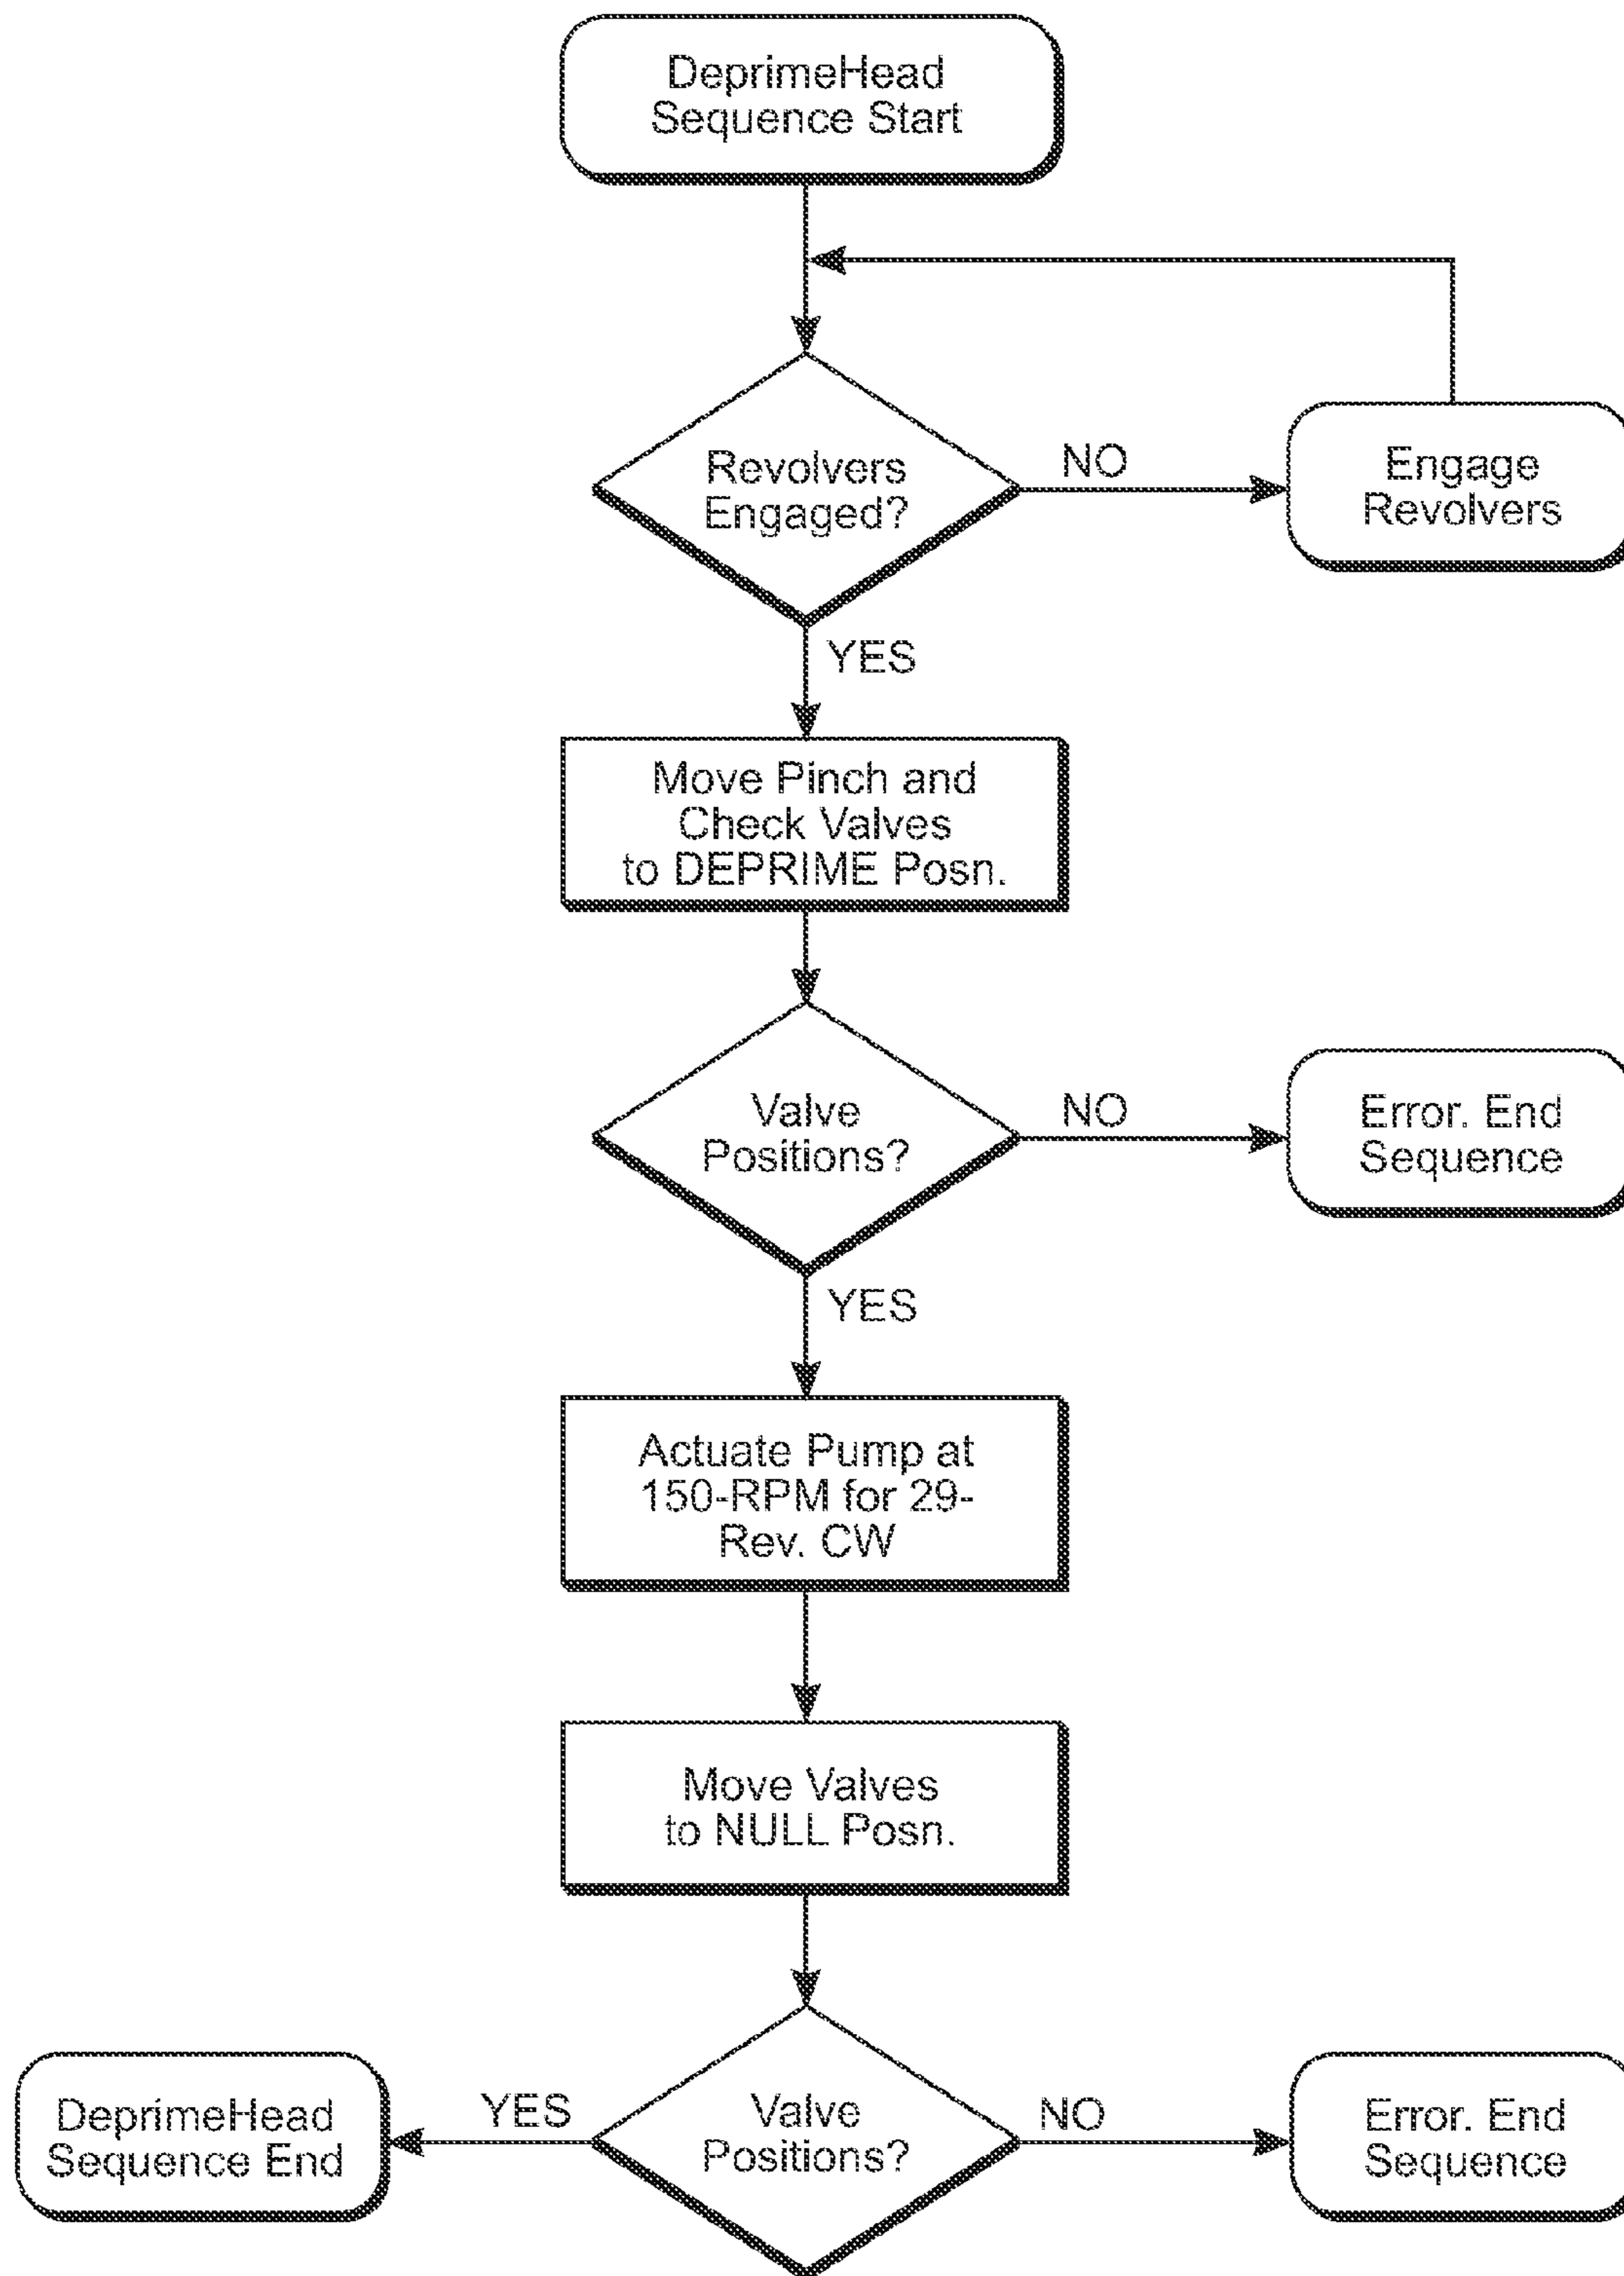 DeprimeHead
Sequence Start
Revolvers
Engaged?
NO
Engage
Revolvers
YES
Move Pinch and
Check Valves
to DEPRIME Posn.
Valve
Positions?
NO
Error. End
Sequence
YES
Actuate Pump at
150-RPM for 29-
Rev. CW
Move Valves
to NULL Posn.
DeprimeHead
Sequence End
YES
Valve
Positions?
NO
Error. End
Sequence